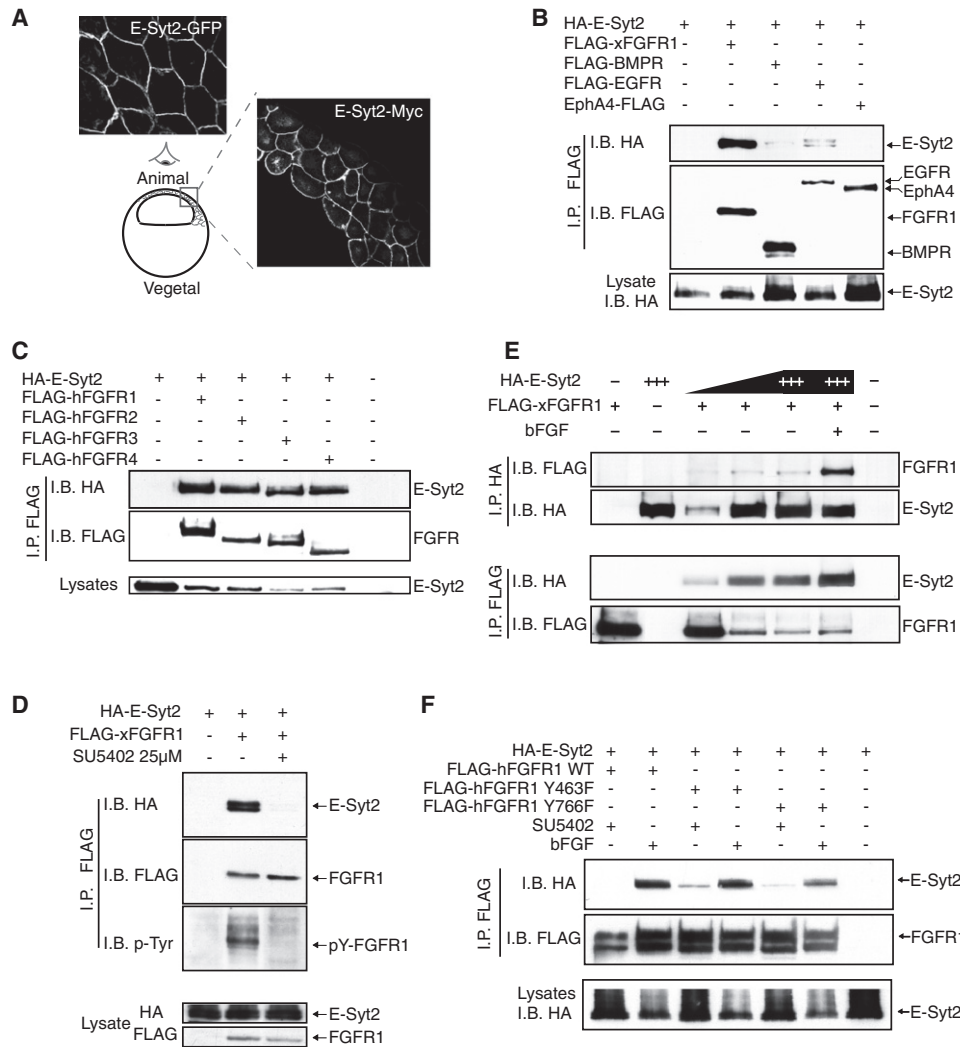 A
E-Syt2-GFP
E-Syt2-Myc
Animal
Vegetal
B
HA-E-Syt2 + + + + +
FLAG-xFGFR1 - + - - -
FLAG-BMPR - - + - -
FLAG-EGFR - - - + -
EphA4-FLAG - - - - +
I.P. FLAG
I.B. HA
E-Syt2
I.B. FLAG
EGFR
EphA4
FGFR1
BMPR
Lysate
I.B. HA
E-Syt2
C
HA-E-Syt2 + + + + + -
FLAG-hFGFR1 - + - - - -
FLAG-hFGFR2 - - + - - -
FLAG-hFGFR3 - - - + - -
FLAG-hFGFR4 - - - - + -
I.P. FLAG
I.B. HA
E-Syt2
I.B. FLAG
FGFR
Lysates
E-Syt2
E
HA-E-Syt2 – +++ +++ +++ –
FLAG-xFGFR1 + – + + + + –
bFGF – – – – – + –
I.P. HA
I.B. FLAG
FGFR1
I.B. HA
E-Syt2
I.P. FLAG
I.B. HA
E-Syt2
I.B. FLAG
FGFR1
D
HA-E-Syt2 + + +
FLAG-xFGFR1 - + +
SU5402 25µM - - +
I.P. FLAG
I.B. HA
E-Syt2
I.B. FLAG
FGFR1
I.B. p-Tyr
pY-FGFR1
Lysate
HA
E-Syt2
FLAG
FGFR1
F
HA-E-Syt2 + + + + + + +
FLAG-hFGFR1 WT + + - - - - -
FLAG-hFGFR1 Y463F - - + + - - -
FLAG-hFGFR1 Y766F - - - - + + -
SU5402 + - + - + - -
bFGF - + - + - + -
I.P. FLAG
I.B. HA
E-Syt2
I.B. FLAG
FGFR1
Lysates
I.B. HA
E-Syt2